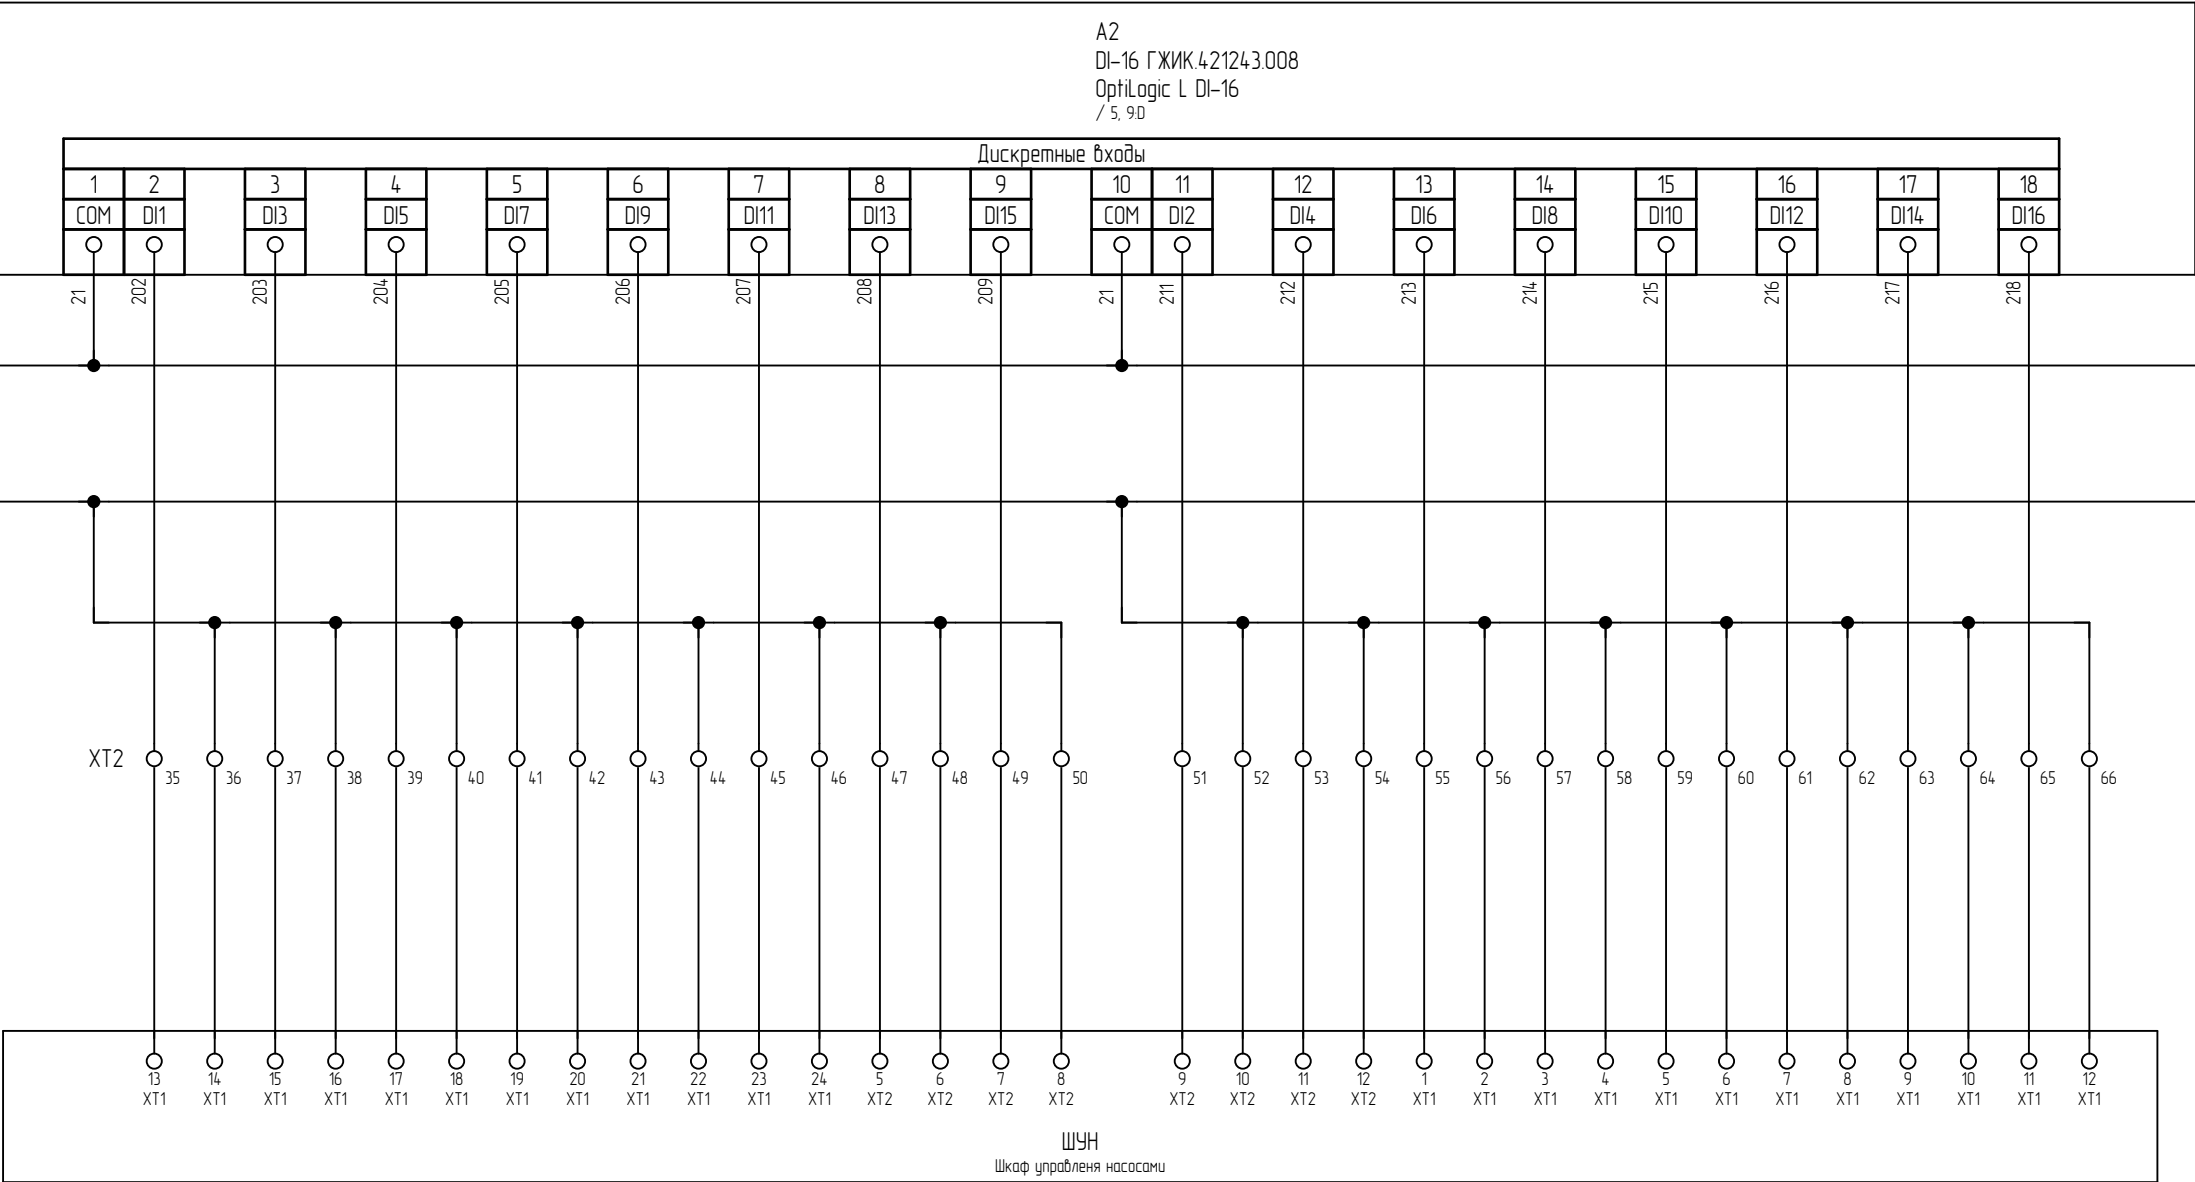 A2
DI-16 ГЖИК.421243.008
OptiLogic L DI-16
/ 5, 9:D
Дискретные входы
1 2 3 4 5 6 7 8 9 10 11 12 13 14 15 16 17 18
COM DI1 DI3 DI5 DI7 DI9 DI11 DI13 DI15 COM DI2 DI4 DI6 DI8 DI10 DI12 DI14 DI16
21 202 203 204 205 206 207 208 209 21 211 212 213 214 215 216 217 218
XT2
35 36 37 38 39 40 41 42 43 44 45 46 47 48 49 50 51 52 53 54 55 56 57 58 59 60 61 62 63 64 65 66
13 14 15 16 17 18 19 20 21 22 23 24 5 6 7 8 9 10 11 12 1 2 3 4 5 6 7 8 9 10 11 12
XT1 XT1 XT1 XT1 XT1 XT1 XT1 XT1 XT1 XT1 XT1 XT1 XT2 XT2 XT2 XT2 XT2 XT2 XT2 XT2 XT1 XT1 XT1 XT1 XT1 XT1 XT1 XT1 XT1 XT1 XT1 XT1
ШУН
Шкаф управленя насосами